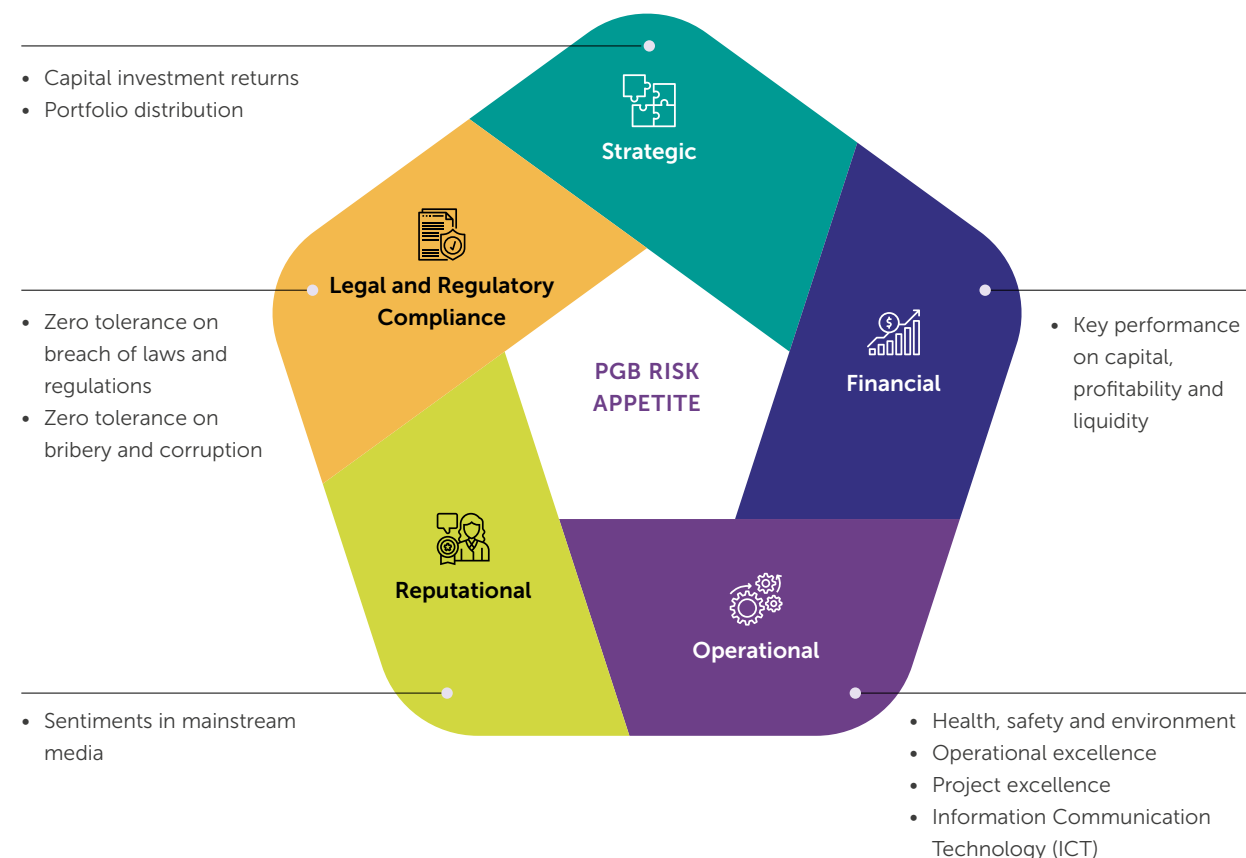 • Capital investment returns
• Portfolio distribution
Strategic
Legal and Regulatory
Compliance
• Zero tolerance on
breach of laws and
regulations
• Zero tolerance on
bribery and corruption
PGB RISK
APPETITE
Financial
• Key performance
on capital,
profitability and
liquidity
Reputational
Operational
• Sentiments in mainstream
media
• Health, safety and environment
• Operational excellence
• Project excellence
• Information Communication
Technology (ICT)